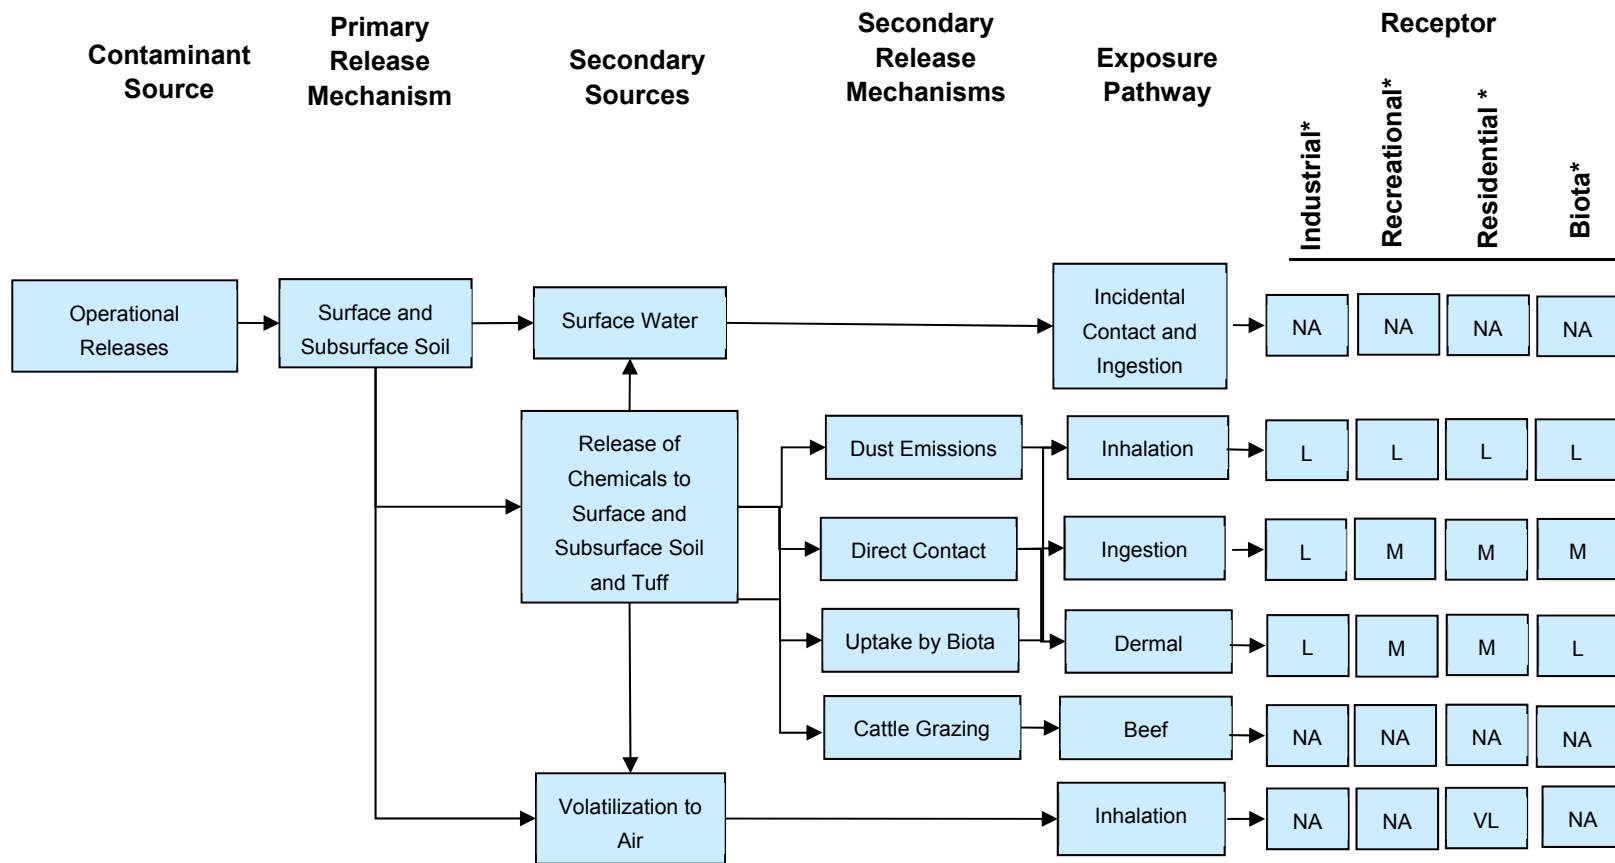 Contaminant
Source
Primary
Release
Mechanism
Secondary
Sources
Secondary
Release
Mechanisms
Exposure
Pathway
Receptor
Industrial*
Recreational*
Residential *
Biota*
Operational
Releases
Surface and
Subsurface Soil
Surface Water
Incidental
Contact and
Ingestion
NA
NA
NA
NA
Release of
Chemicals to
Surface and
Subsurface Soil
and Tuff
Dust Emissions
Inhalation
L
L
L
L
Direct Contact
Ingestion
L
M
M
M
Uptake by Biota
Dermal
L
M
M
L
Cattle Grazing
Beef
NA
NA
NA
NA
Volatilization to
Air
Inhalation
NA
NA
VL
NA